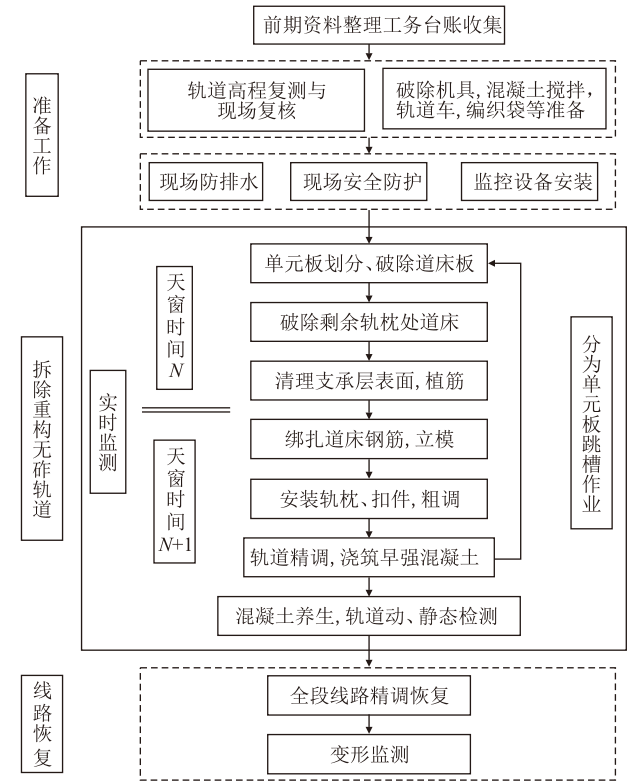 前期资料整理工务台账收集
准备工作
轨道高程复测与
现场复核
破除机具,混凝土搅拌,
轨道车,编织袋等准备
现场防排水
现场安全防护
监控设备安装
拆除重构无砟轨道
实时监测
天窗时间N
天窗时间N+1
单元板划分、破除道床板
破除剩余轨枕处道床
清理支承层表面,植筋
绑扎道床钢筋,立模
安装轨枕、扣件,粗调
轨道精调,浇筑早强混凝土
混凝土养生,轨道动、静态检测
分为单元板跳槽作业
线路恢复
全段线路精调恢复
变形监测